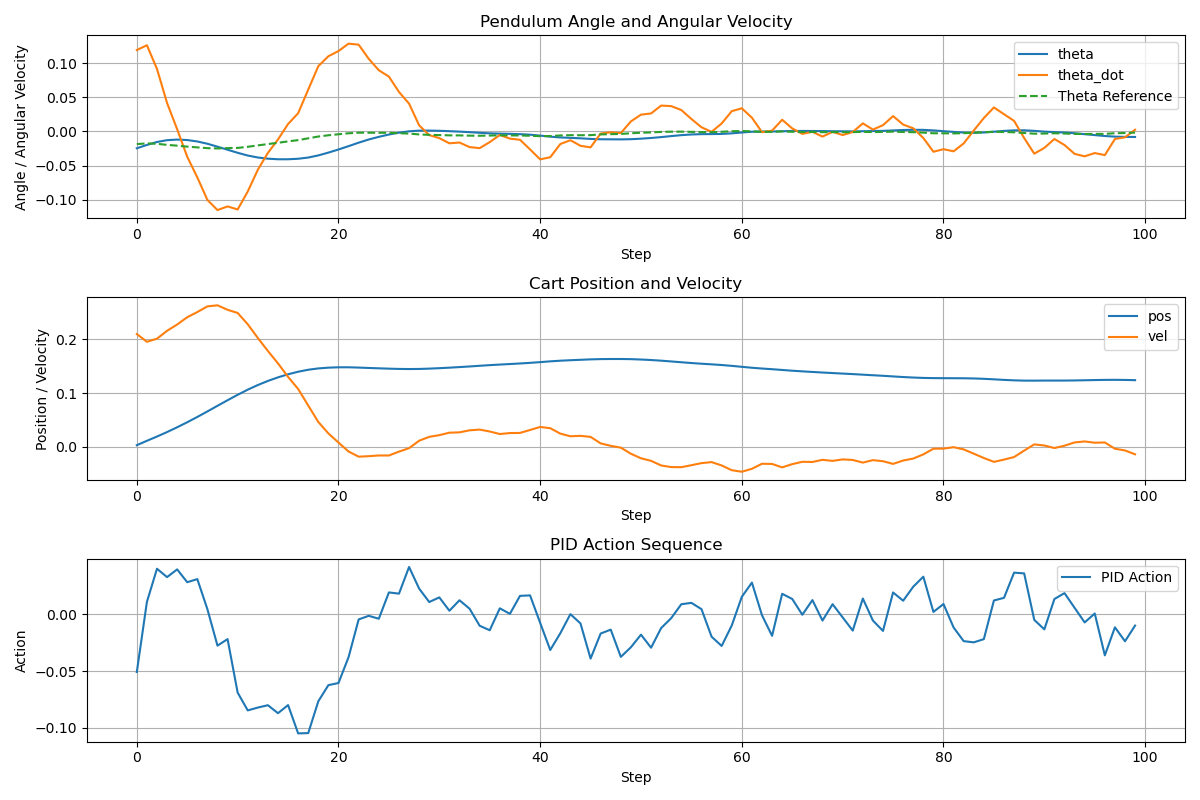 Pendulum Angle and Angular Velocity
Angle / Angular Velocity
0.10
0.05
0.00
−0.05
−0.10
theta
theta_dot
Theta Reference
0
20
40
60
80
100
Step
Cart Position and Velocity
Position / Velocity
0.2
0.1
0.0
pos
vel
0
20
40
60
80
100
Step
PID Action Sequence
Action
0.00
−0.05
−0.10
PID Action
0
20
40
60
80
100
Step